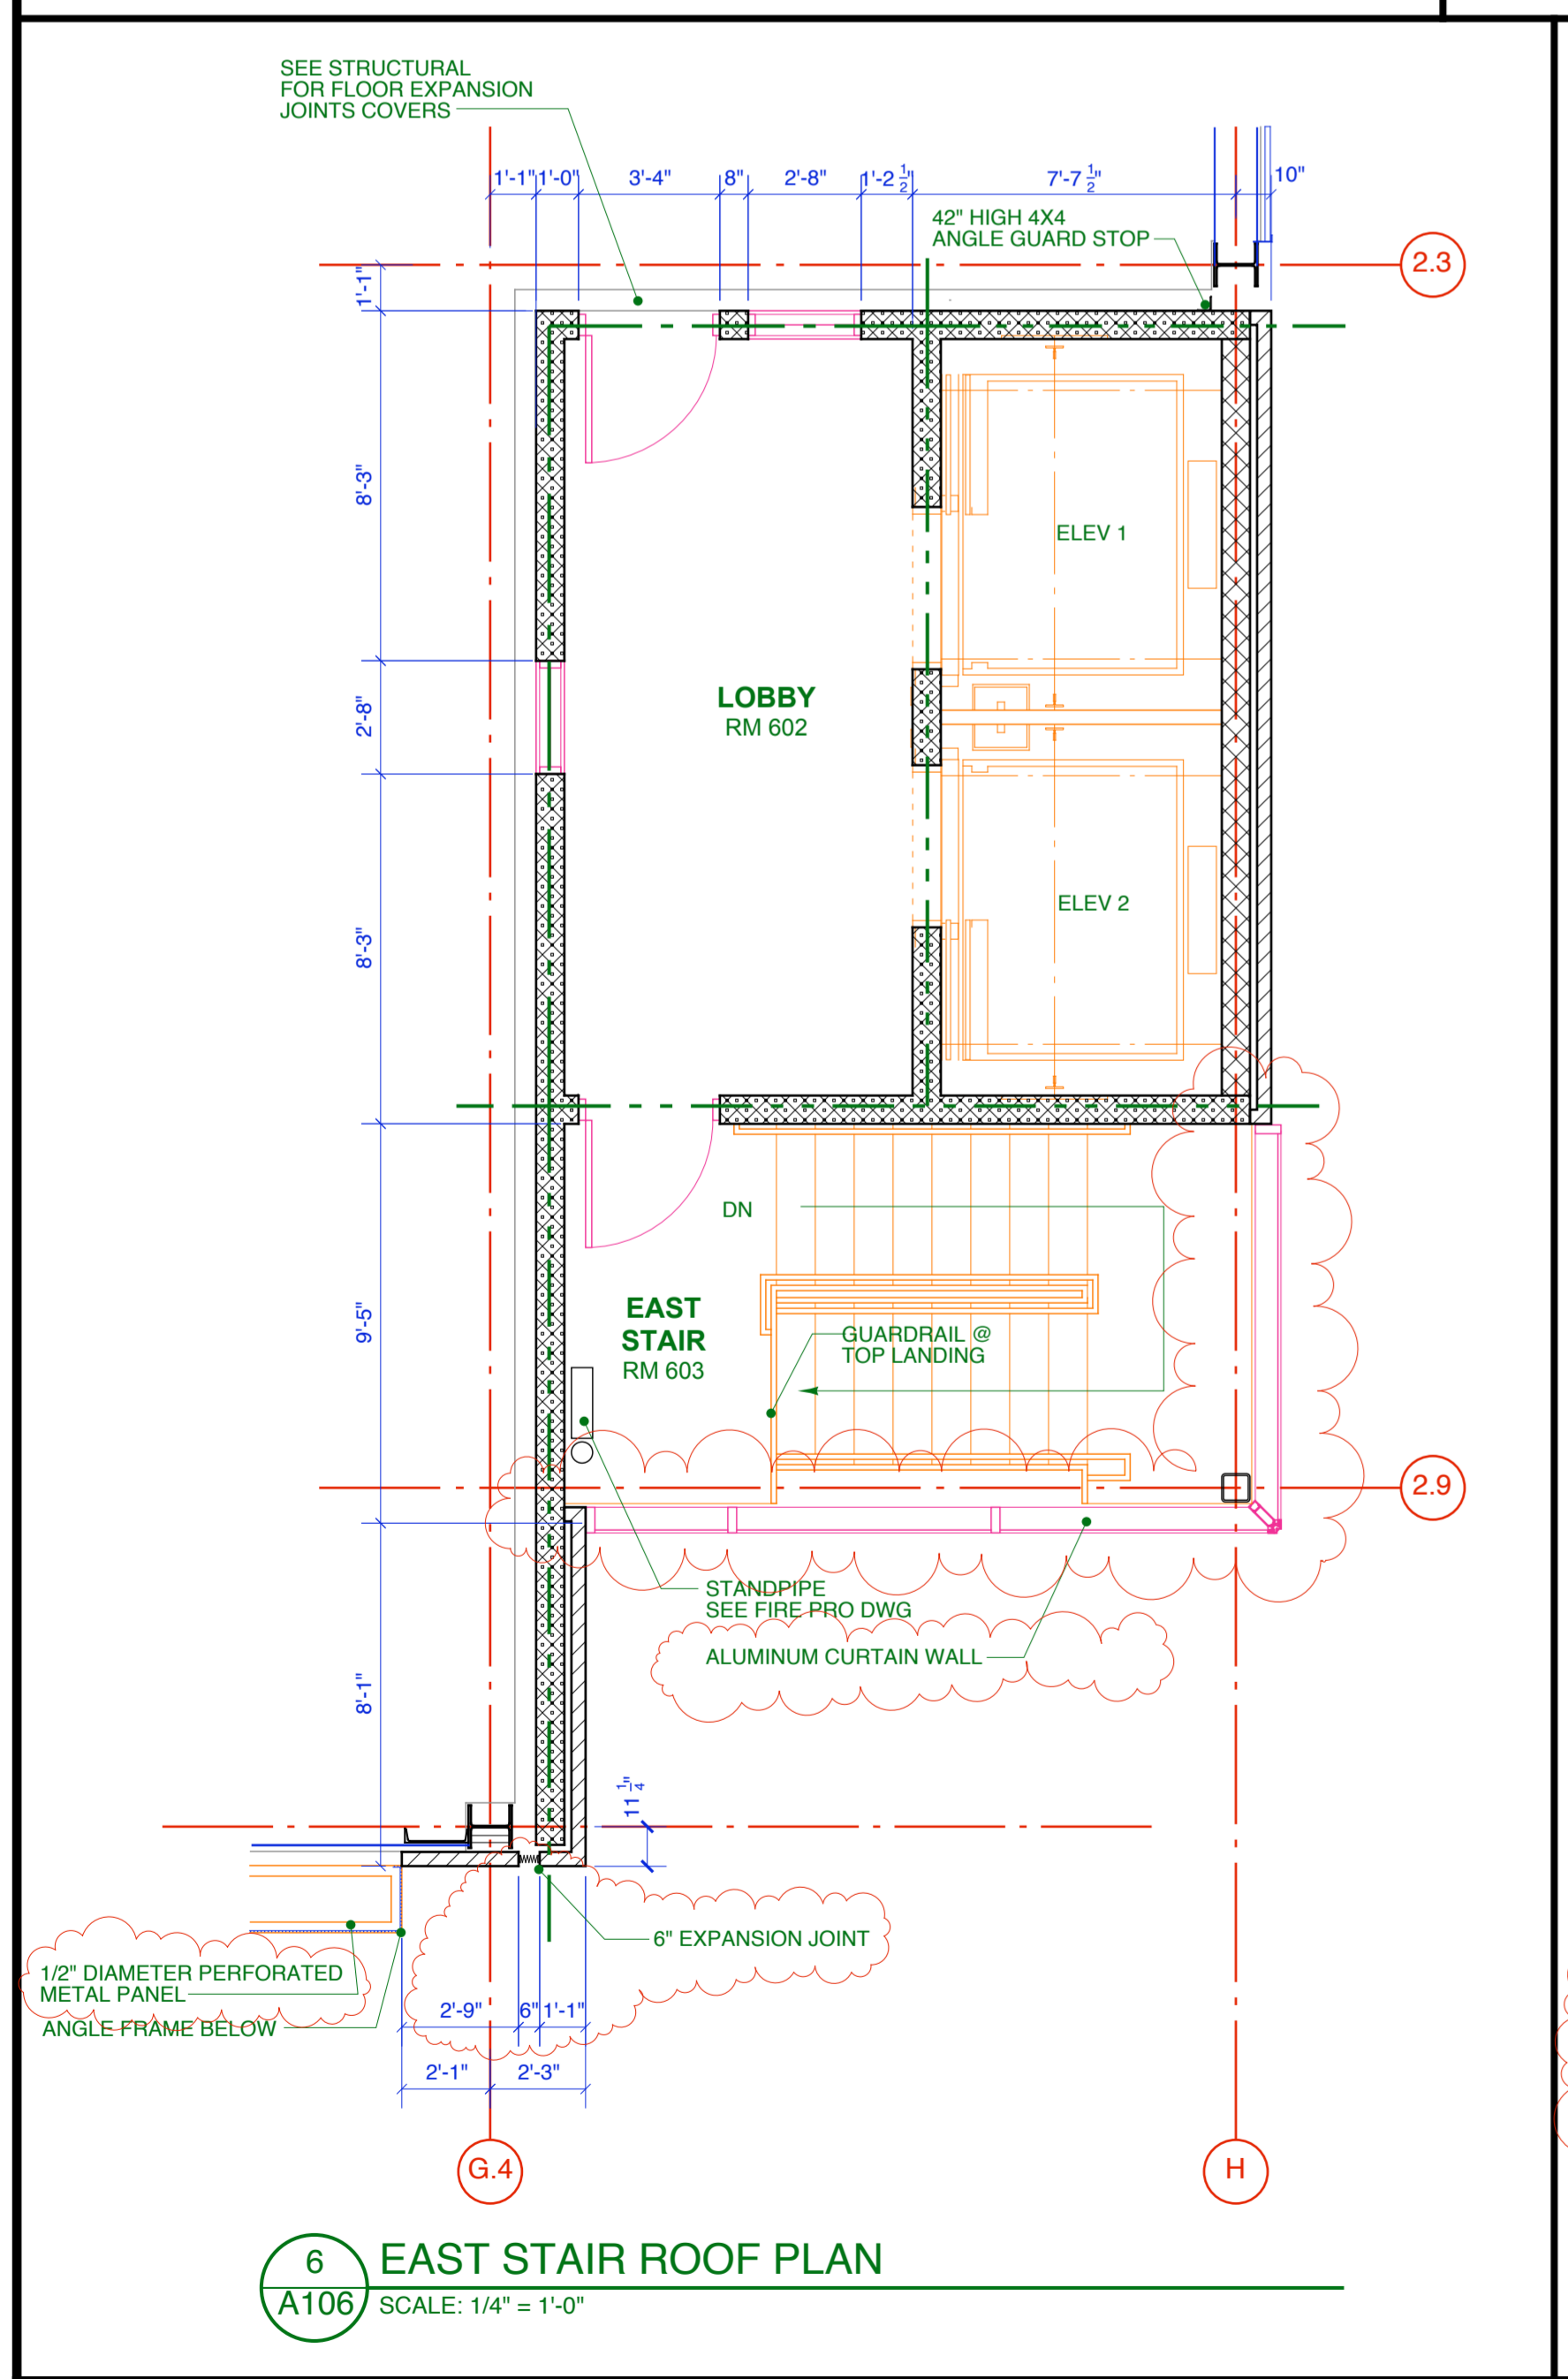 SEE STRUCTURAL
FOR FLOOR EXPANSION
JOINTS COVERS
1'-1" 1'-0" 3'-4" 8" 2'-8" 1'-2 1/2" 7'-7 1/2" 10"
42" HIGH 4X4
ANGLE GUARD STOP
2.3
1'-1"
8'-3"
ELEV 1
LOBBY
RM 602
2'-8"
ELEV 2
8'-3"
DN
EAST
STAIR
RM 603
9'-5"
GUARDRAIL @
TOP LANDING
2.9
STANDPIPE
SEE FIRE PRO DWG
ALUMINUM CURTAIN WALL
8'-1"
11 1/4"
6" EXPANSION JOINT
1/2" DIAMETER PERFORATED
METAL PANEL
ANGLE FRAME BELOW
2'-9" 6" 1'-1"
2'-1" 2'-3"
G.4
H
6
A106
EAST STAIR ROOF PLAN
SCALE: 1/4" = 1'-0"